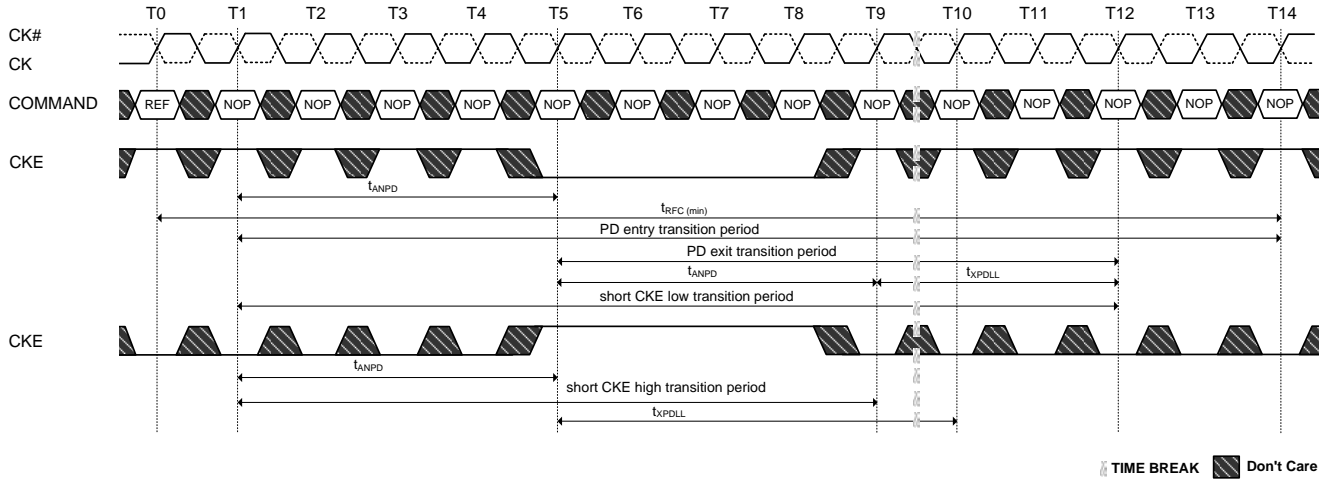 T0 T1 T2 T3 T4 T5 T6 T7 T8 T9 T10 T11 T12 T13 T14
CK#
CK
COMMAND REF NOP NOP NOP NOP NOP NOP NOP NOP NOP NOP NOP NOP NOP NOP
CKE
tANPD
tRFC (min)
PD entry transition period
PD exit transition period
tANPD tXPDLL
short CKE low transition period
CKE
tANPD
short CKE high transition period
tXPDLL
TIME BREAK Don't Care